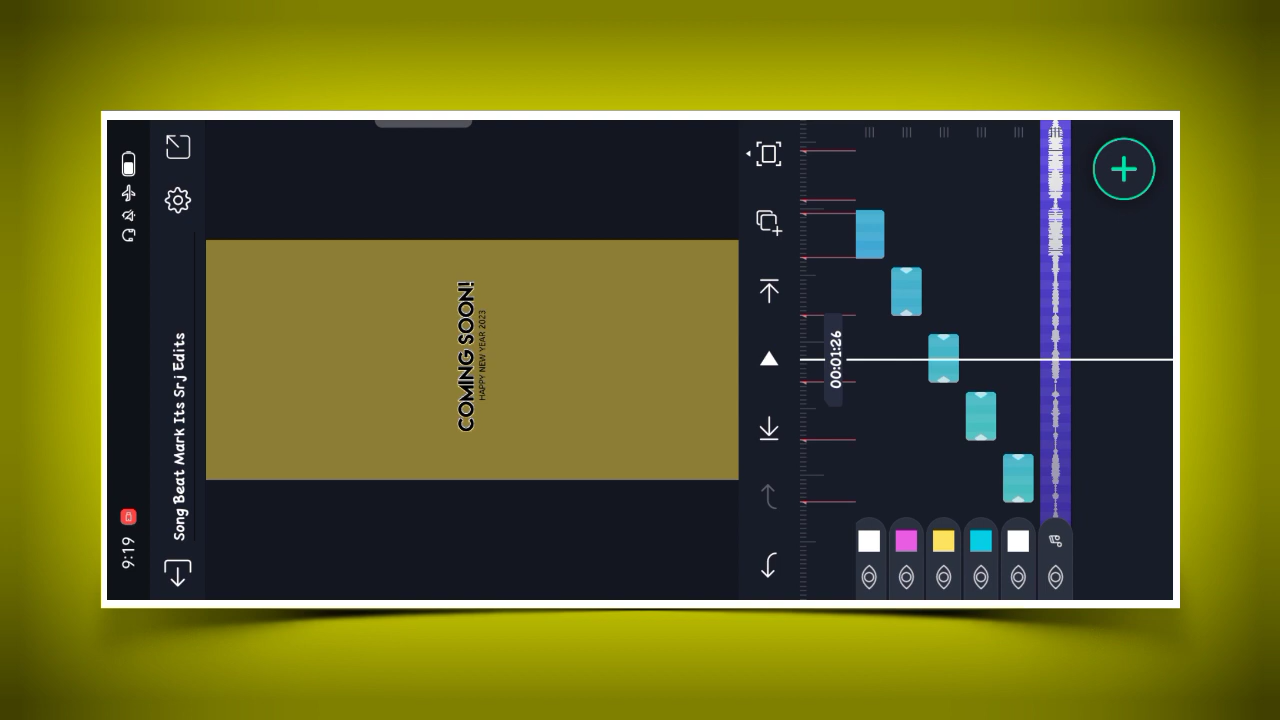 9:19
Song Beat Mark Its Srj Edits
COMING SOON!
HAPPY NEW YEAR 2023
00:01:26